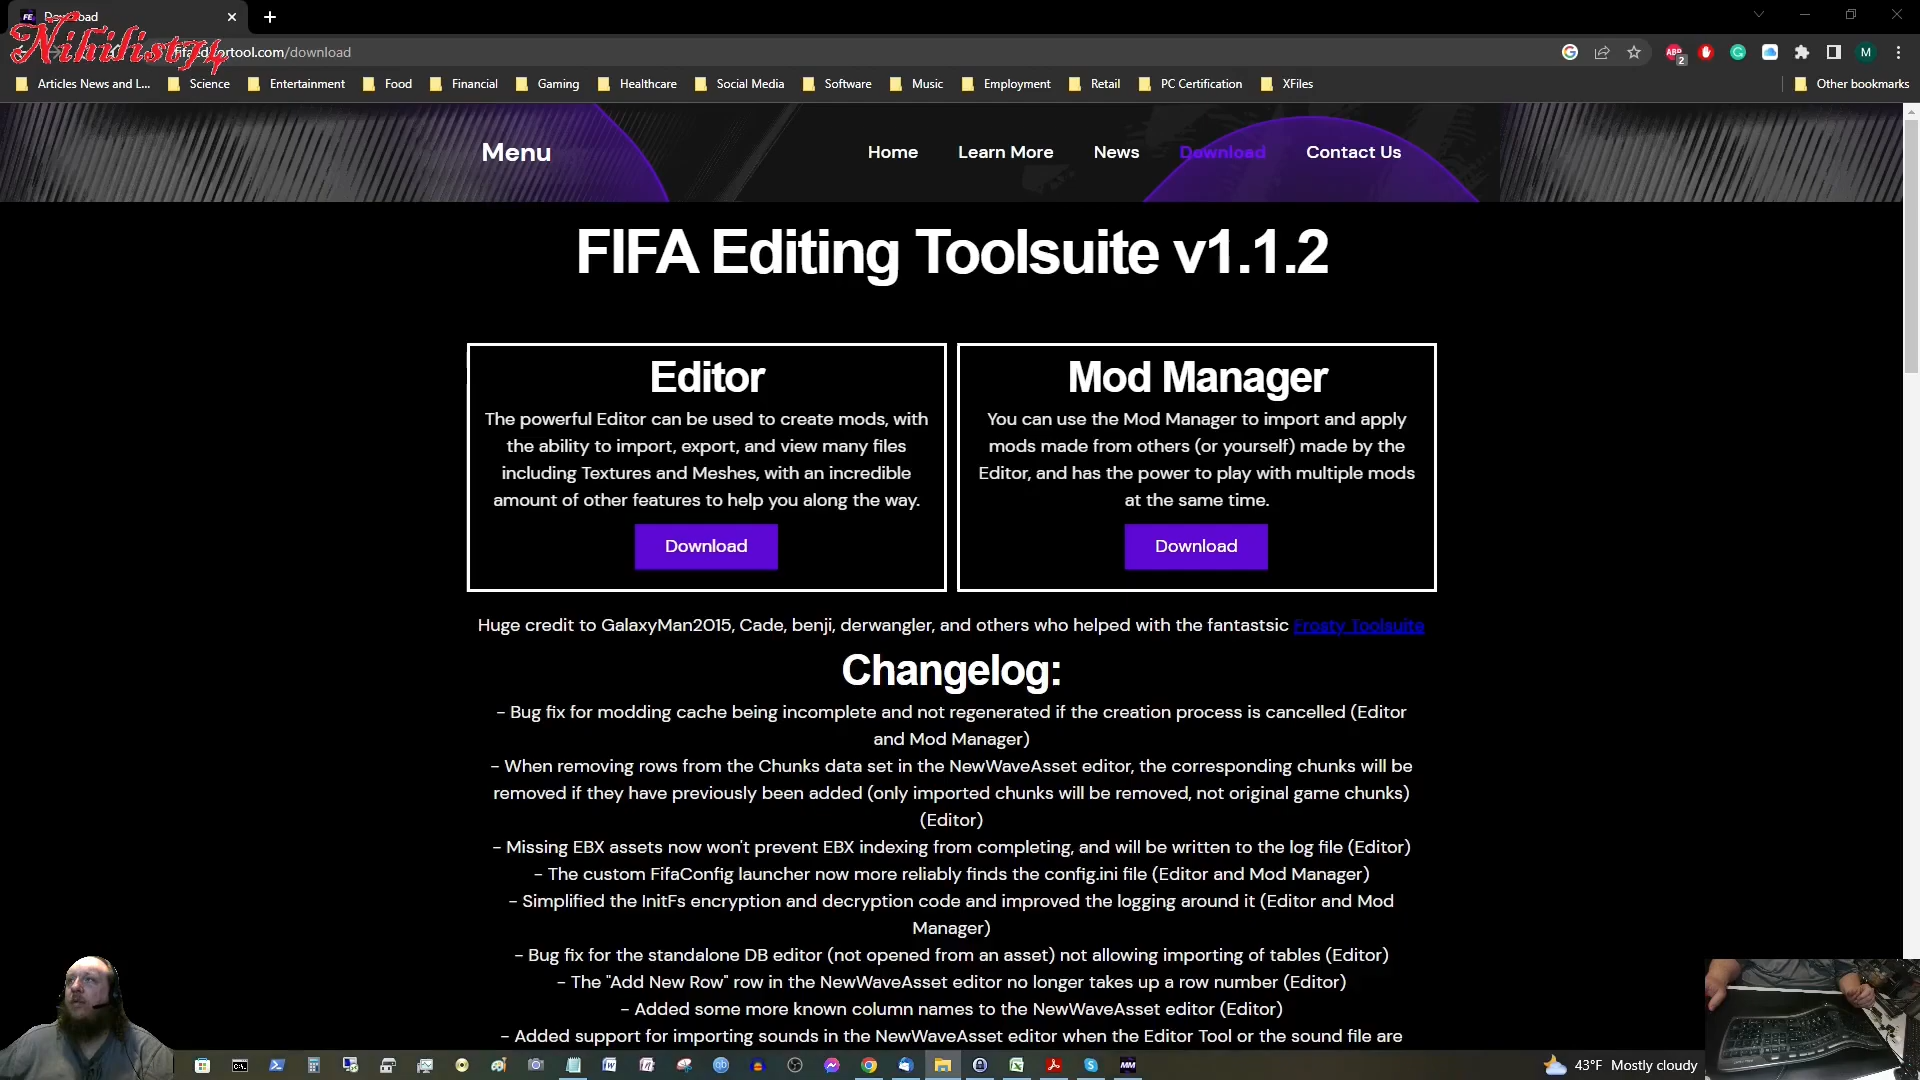 Download
Nihilist74
fifaeditortool.com/download
ABP
2
M
Articles News and L...
Science
Entertainment
Food
Financial
Gaming
Healthcare
Social Media
Software
Music
Employment
Retail
PC Certification
XFiles
Other bookmarks
Menu
Home
Learn More
News
Download
Contact Us
FIFA Editing Toolsuite v1.1.2
Editor
The powerful Editor can be used to create mods, with
the ability to import, export, and view many files
including Textures and Meshes, with an incredible
amount of other features to help you along the way.
Download
Mod Manager
You can use the Mod Manager to import and apply
mods made from others (or yourself) made by the
Editor, and has the power to play with multiple mods
at the same time.
Download
Huge credit to GalaxyMan2015, Cade, benji, derwangler, and others who helped with the fantastsic Frosty Toolsuite
Changelog:
- Bug fix for modding cache being incomplete and not regenerated if the creation process is cancelled (Editor
and Mod Manager)
- When removing rows from the Chunks data set in the NewWaveAsset editor, the corresponding chunks will be
removed if they have previously been added (only imported chunks will be removed, not original game chunks)
(Editor)
- Missing EBX assets now won't prevent EBX indexing from completing, and will be written to the log file (Editor)
- The custom FifaConfig launcher now more reliably finds the config.ini file (Editor and Mod Manager)
- Simplified the InitFs encryption and decryption code and improved the logging around it (Editor and Mod
Manager)
- Bug fix for the standalone DB editor (not opened from an asset) not allowing importing of tables (Editor)
- The "Add New Row" row in the NewWaveAsset editor no longer takes up a row number (Editor)
- Added some more known column names to the NewWaveAsset editor (Editor)
- Added support for importing sounds in the NewWaveAsset editor when the Editor Tool or the sound file are
43°F Mostly cloudy